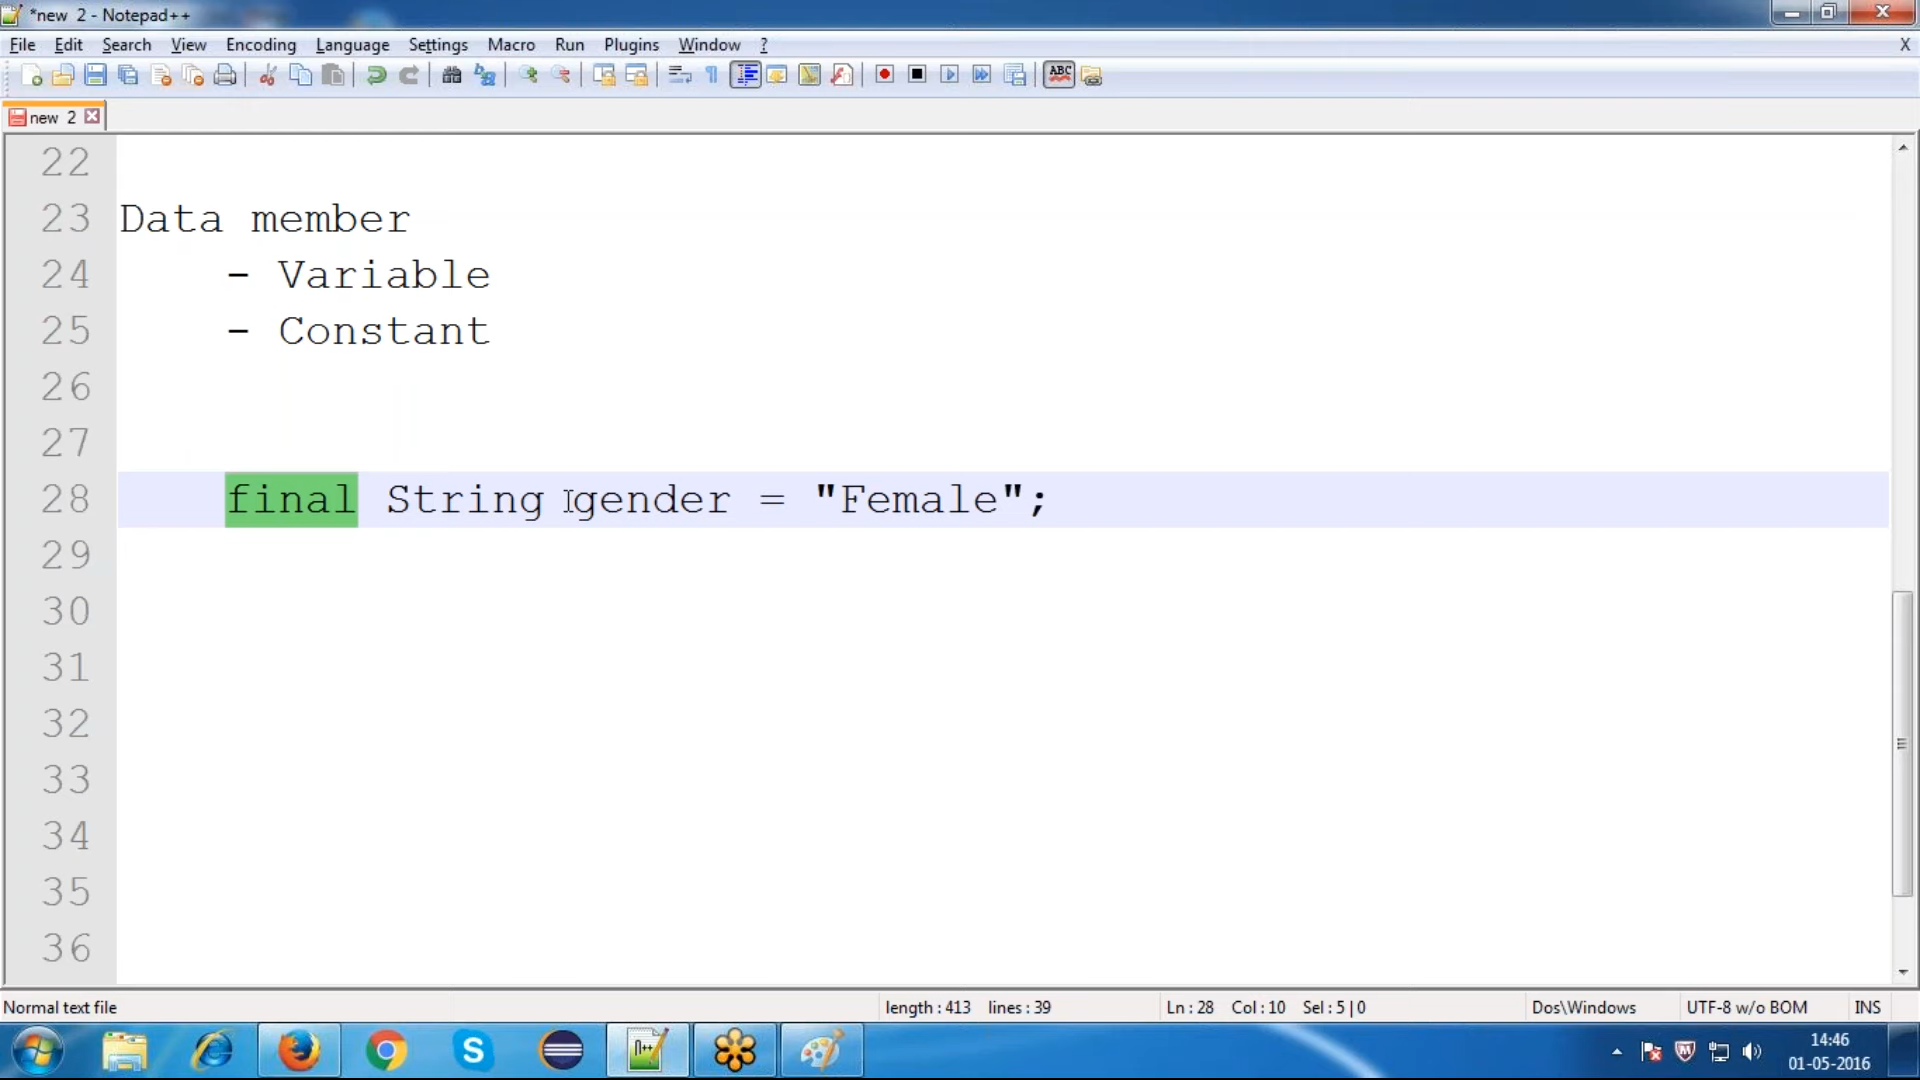 *new 2 - Notepad++
File Edit Search View Encoding Language Settings Macro Run Plugins Window ? X
ABC
new 2
22
23 Data member
24 - Variable
25 - Constant
26
27
28 final String gender = "Female";
29
30
31
32
33
34
35
36
Normal text file length : 413 lines : 39 Ln : 28 Col : 10 Sel : 5 | 0 Dos\Windows UTF-8 w/o BOM INS
14:46
01-05-2016